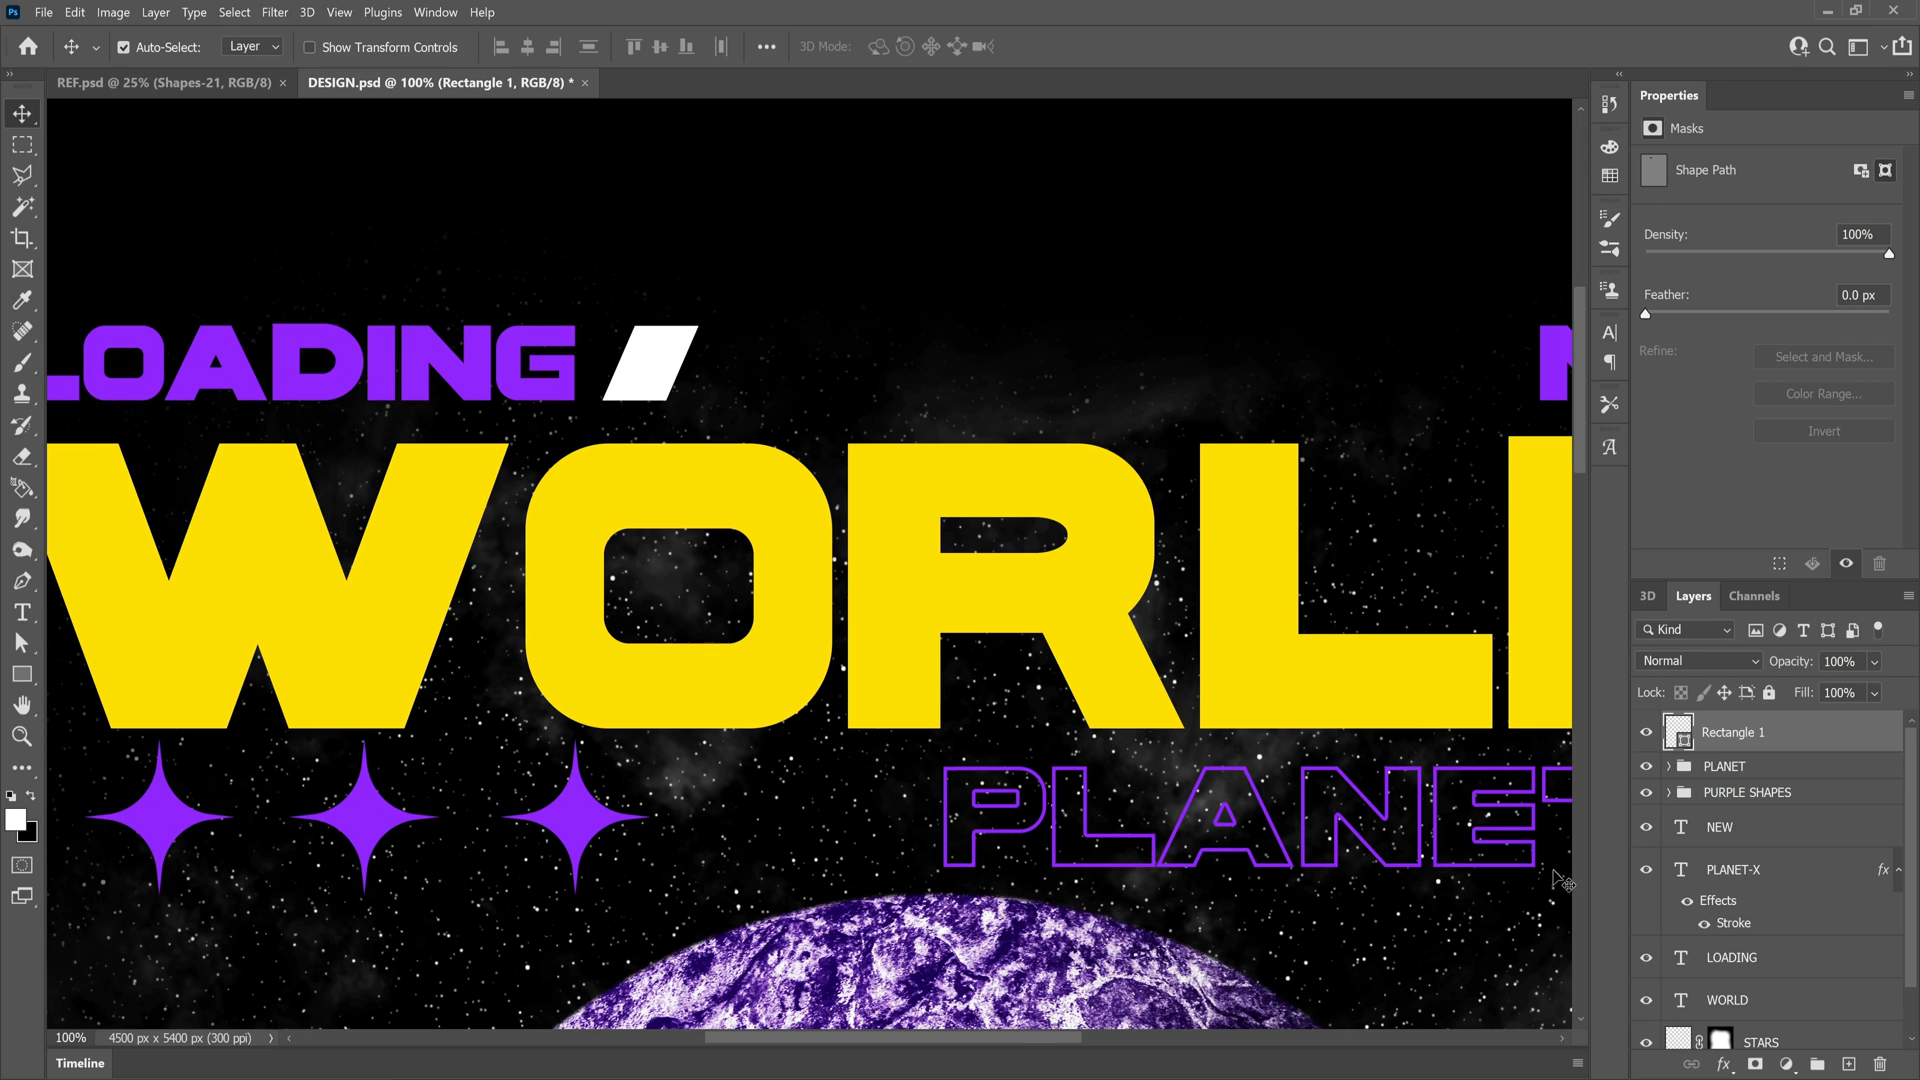 Ps File Edit Image Layer Type Select Filter 3D View Plugins Window Help
Auto-Select: Layer Show Transform Controls 3D Mode:
REF.psd @ 25% (Shapes-21, RGB/8) × DESIGN.psd @ 100% (Rectangle 1, RGB/8) * ×
Properties
Masks
Shape Path
Density: 100%
Feather: 0.0 px
Refine: Select and Mask...
Color Range...
Invert
LOADING
WORL
PLANE
3D Layers Channels
Kind
Normal Opacity: 100%
Lock: Fill: 100%
Rectangle 1
PLANET
PURPLE SHAPES
NEW
PLANET-X fx
Effects
Stroke
LOADING
WORLD
STARS
100% 4500 px x 5400 px (300 ppi)
Timeline
fx